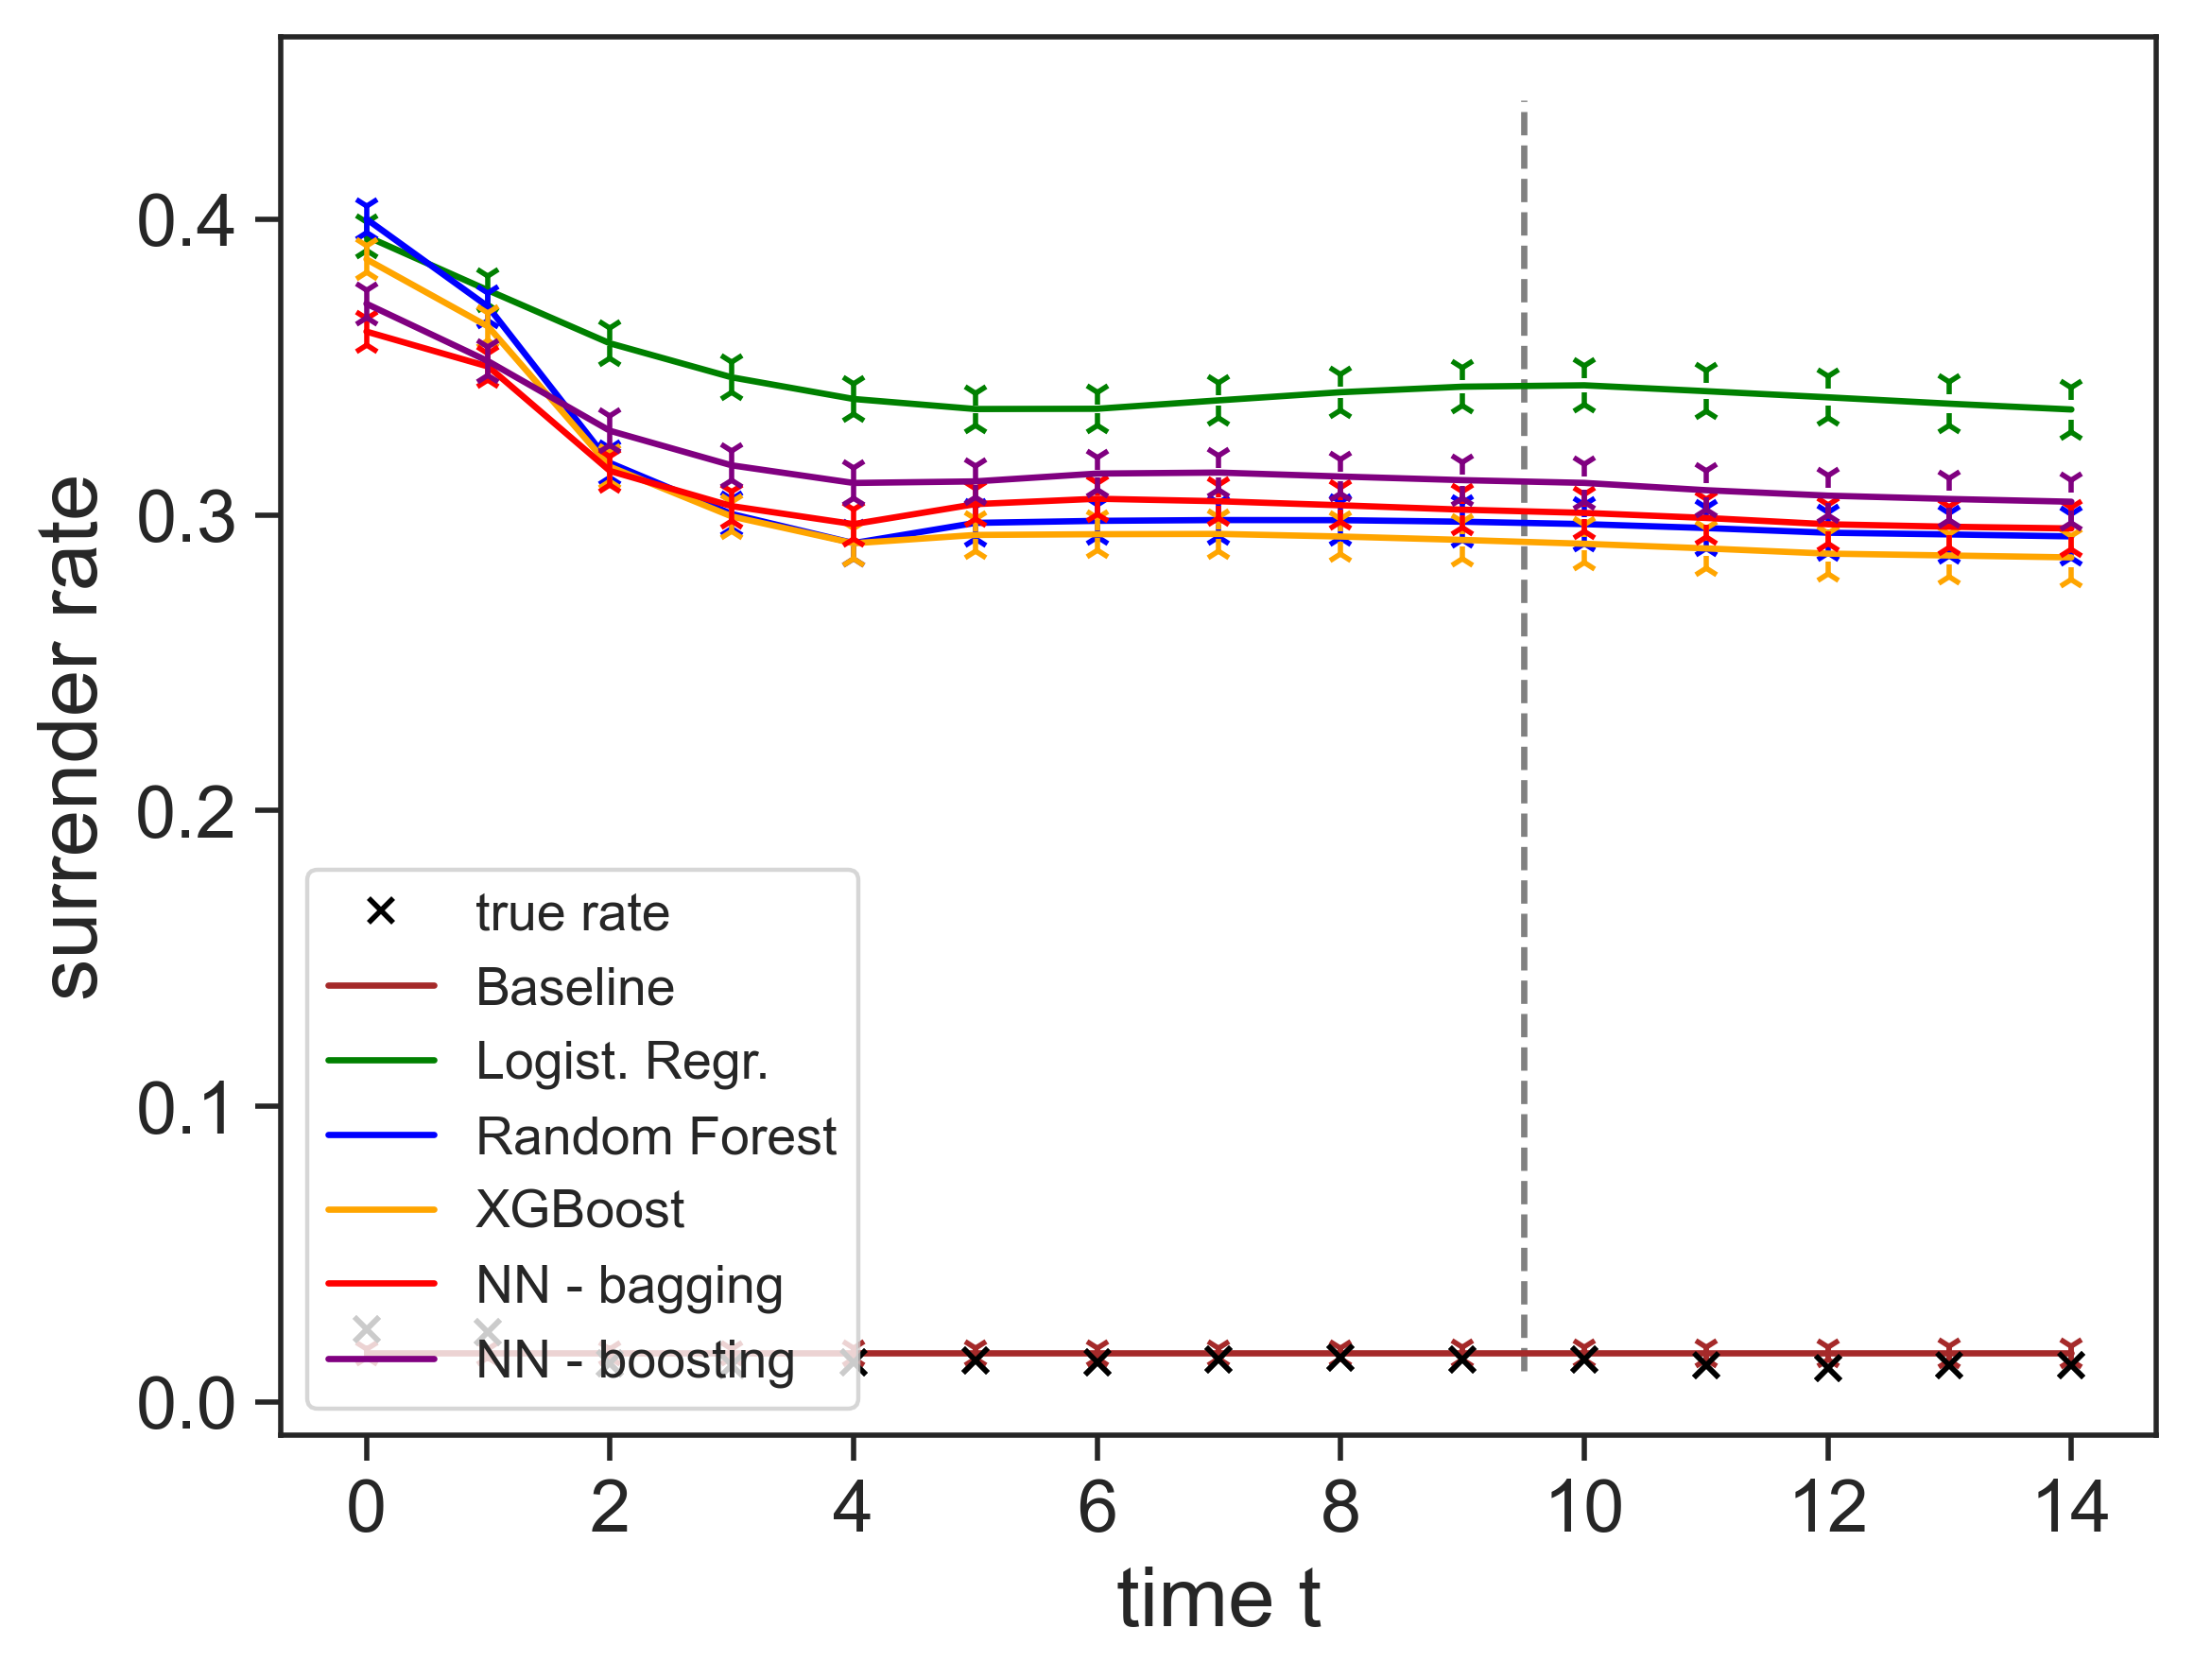 surrender rate
0.4
0.3
0.2
0.1
0.0
true rate
Baseline
Logist. Regr.
Random Forest
XGBoost
NN - bagging
NN - boosting
0 2 4 6 8 10 12 14
time t